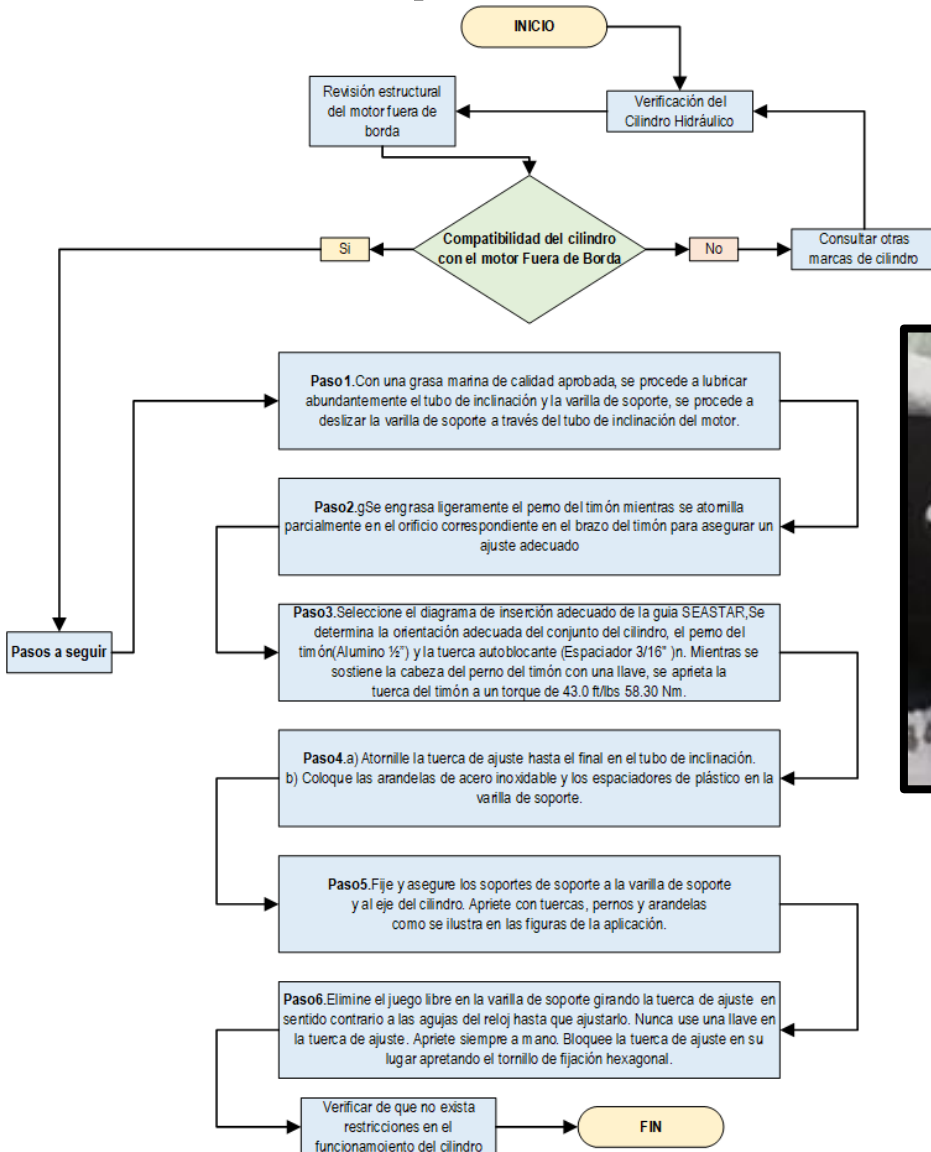 INICIO
Verificación del
Cilindro Hidráulico
Revisión estructural
del motor fuera de
borda
Compatibilidad del cilindro
con el motor Fuera de Borda
Si
No
Consultar otras
marcas de cilindro
Pasos a seguir
Paso1.Con una grasa marina de calidad aprobada, se procede a lubricar
abundantemente el tubo de inclinación y la varilla de soporte, se procede a
deslizar la varilla de soporte a través del tubo de inclinación del motor.
Paso2.gSe engrasa ligeramente el perno del timón mientras se atornilla
parcialmente en el orificio correspondiente en el brazo del timón para asegurar un
ajuste adecuado
Paso3.Seleccione el diagrama de inserción adecuado de la guia SEASTAR,Se
determina la orientación adecuada del conjunto del cilindro, el perno del
timón(Alumino ½”) y la tuerca autoblocante (Espaciador 3/16" )n. Mientras se
sostiene la cabeza del perno del timón con una llave, se aprieta la
tuerca del timón a un torque de 43.0 ft/lbs 58.30 Nm.
Paso4.a) Atornille la tuerca de ajuste hasta el final en el tubo de inclinación.
b) Coloque las arandelas de acero inoxidable y los espaciadores de plástico en la
varilla de soporte.
Paso5.Fije y asegure los soportes de soporte a la varilla de soporte
y al eje del cilindro. Apriete con tuercas, pernos y arandelas
como se ilustra en las figuras de la aplicación.
Paso6.Elimine el juego libre en la varilla de soporte girando la tuerca de ajuste en
sentido contrario a las agujas del reloj hasta que ajustarlo. Nunca use una llave en
la tuerca de ajuste. Apriete siempre a mano. Bloquee la tuerca de ajuste en su
lugar apretando el tornillo de fijación hexagonal.
Verificar de que no exista
restricciones en el
funcionamoiento del cilindro
FIN